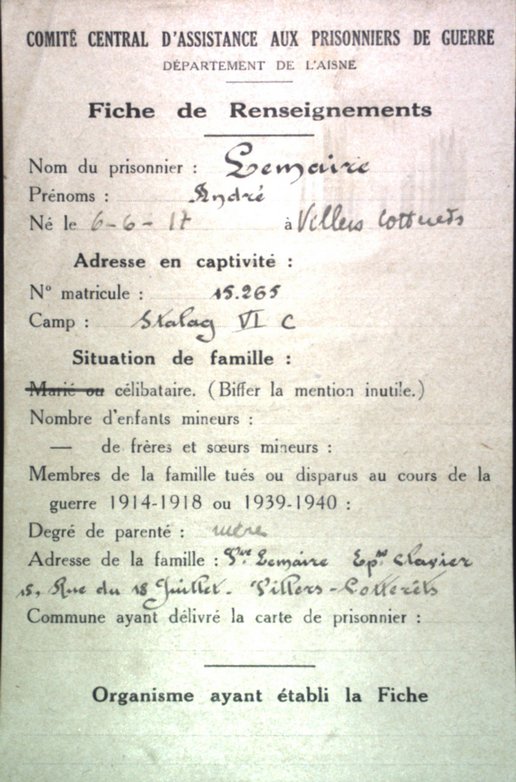 COMITÉ CENTRAL D'ASSISTANCE AUX PRISONNIERS DE GUERRE
DÉPARTEMENT DE L'AISNE
Fiche de Renseignements
Nom du prisonnier : Lemaire
Prénoms : André
Né le 6-6-17 à Villers Cotterets
Adresse en captivité :
N° matricule : 15.265
Camp : Stalag VI C
Situation de famille :
Marié ou célibataire. (Biffer la mention inutile.)
Nombre d'enfants mineurs :
— de frères et sœurs mineurs :
Membres de la famille tués ou disparus au cours de la
guerre 1914-1918 ou 1939-1940 :
Degré de parenté : mère
Adresse de la famille : Vve Lemaire Epse Clavier
15, Rue du 18 Juillet. Villers-Cotterêts
Commune ayant délivré la carte de prisonnier :
Organisme ayant établi la Fiche